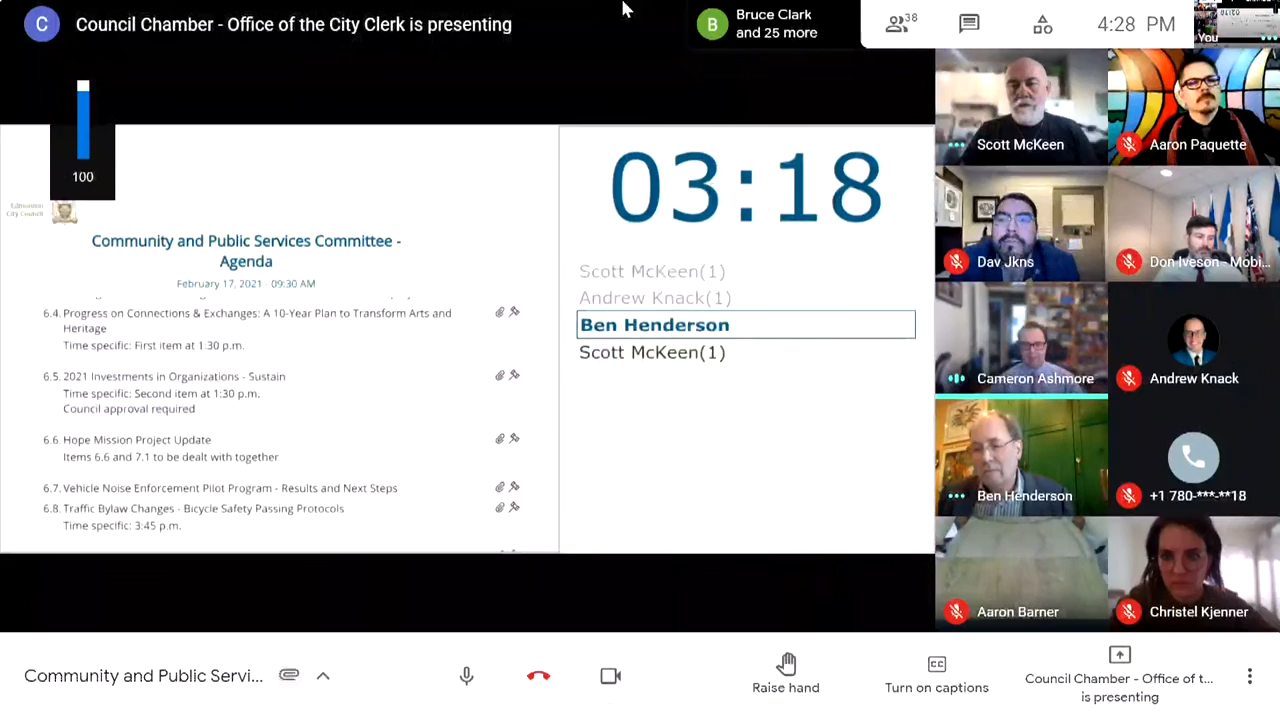 C Council Chamber - Office of the City Clerk is presenting
B Bruce Clark
and 25 more
38
4:28 PM
You
100
Edmonton
City Council
Community and Public Services Committee -
Agenda
February 17, 2021 - 09:30 AM
6.4. Progress on Connections & Exchanges: A 10-Year Plan to Transform Arts and
Heritage
Time specific: First item at 1:30 p.m.
6.5. 2021 Investments in Organizations - Sustain
Time specific: Second item at 1:30 p.m.
Council approval required
6.6. Hope Mission Project Update
Items 6.6 and 7.1 to be dealt with together
6.7. Vehicle Noise Enforcement Pilot Program - Results and Next Steps
6.8. Traffic Bylaw Changes - Bicycle Safety Passing Protocols
Time specific: 3:45 p.m.
03:18
Scott McKeen(1)
Andrew Knack(1)
Ben Henderson
Scott McKeen(1)
Scott McKeen
Aaron Paquette
Dav Jkns
Don Iveson - Mobi...
Cameron Ashmore
Andrew Knack
Ben Henderson
+1 780-***-**18
Aaron Barner
Christel Kjenner
Community and Public Servi...
Raise hand
CC
Turn on captions
Council Chamber - Office of t...
is presenting